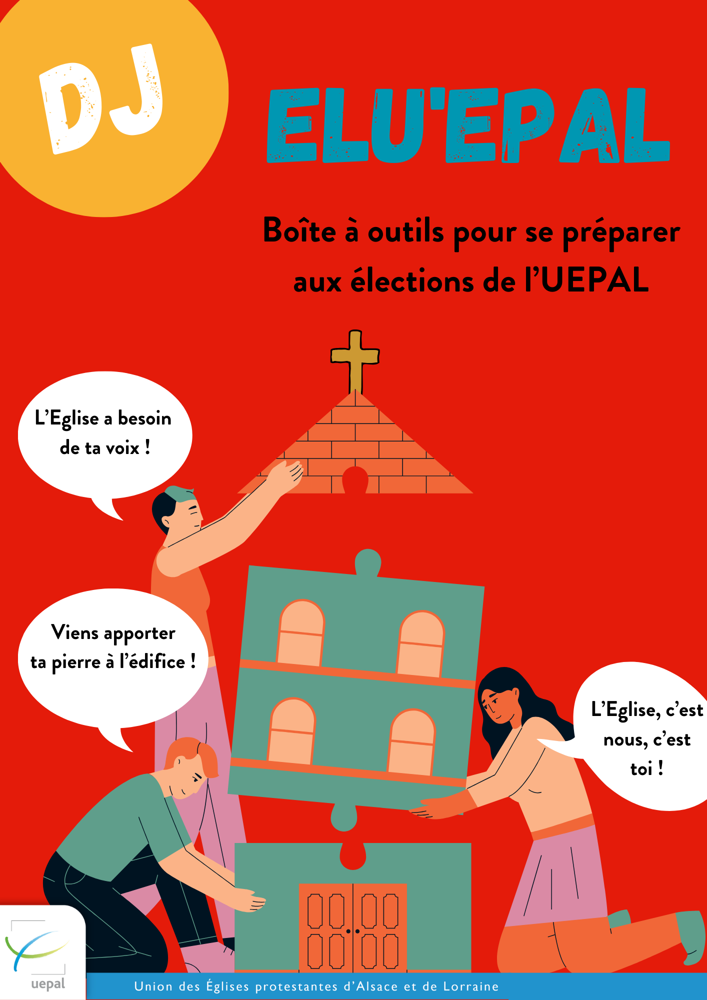 DJ
ELU'EPAL
Boîte à outils pour se préparer
aux élections de l’UEPAL
L’Eglise a besoin
de ta voix !
Viens apporter
ta pierre à l’édifice !
L’Eglise, c’est
nous, c’est
toi !
uepal
Union des Églises protestantes d’Alsace et de Lorraine